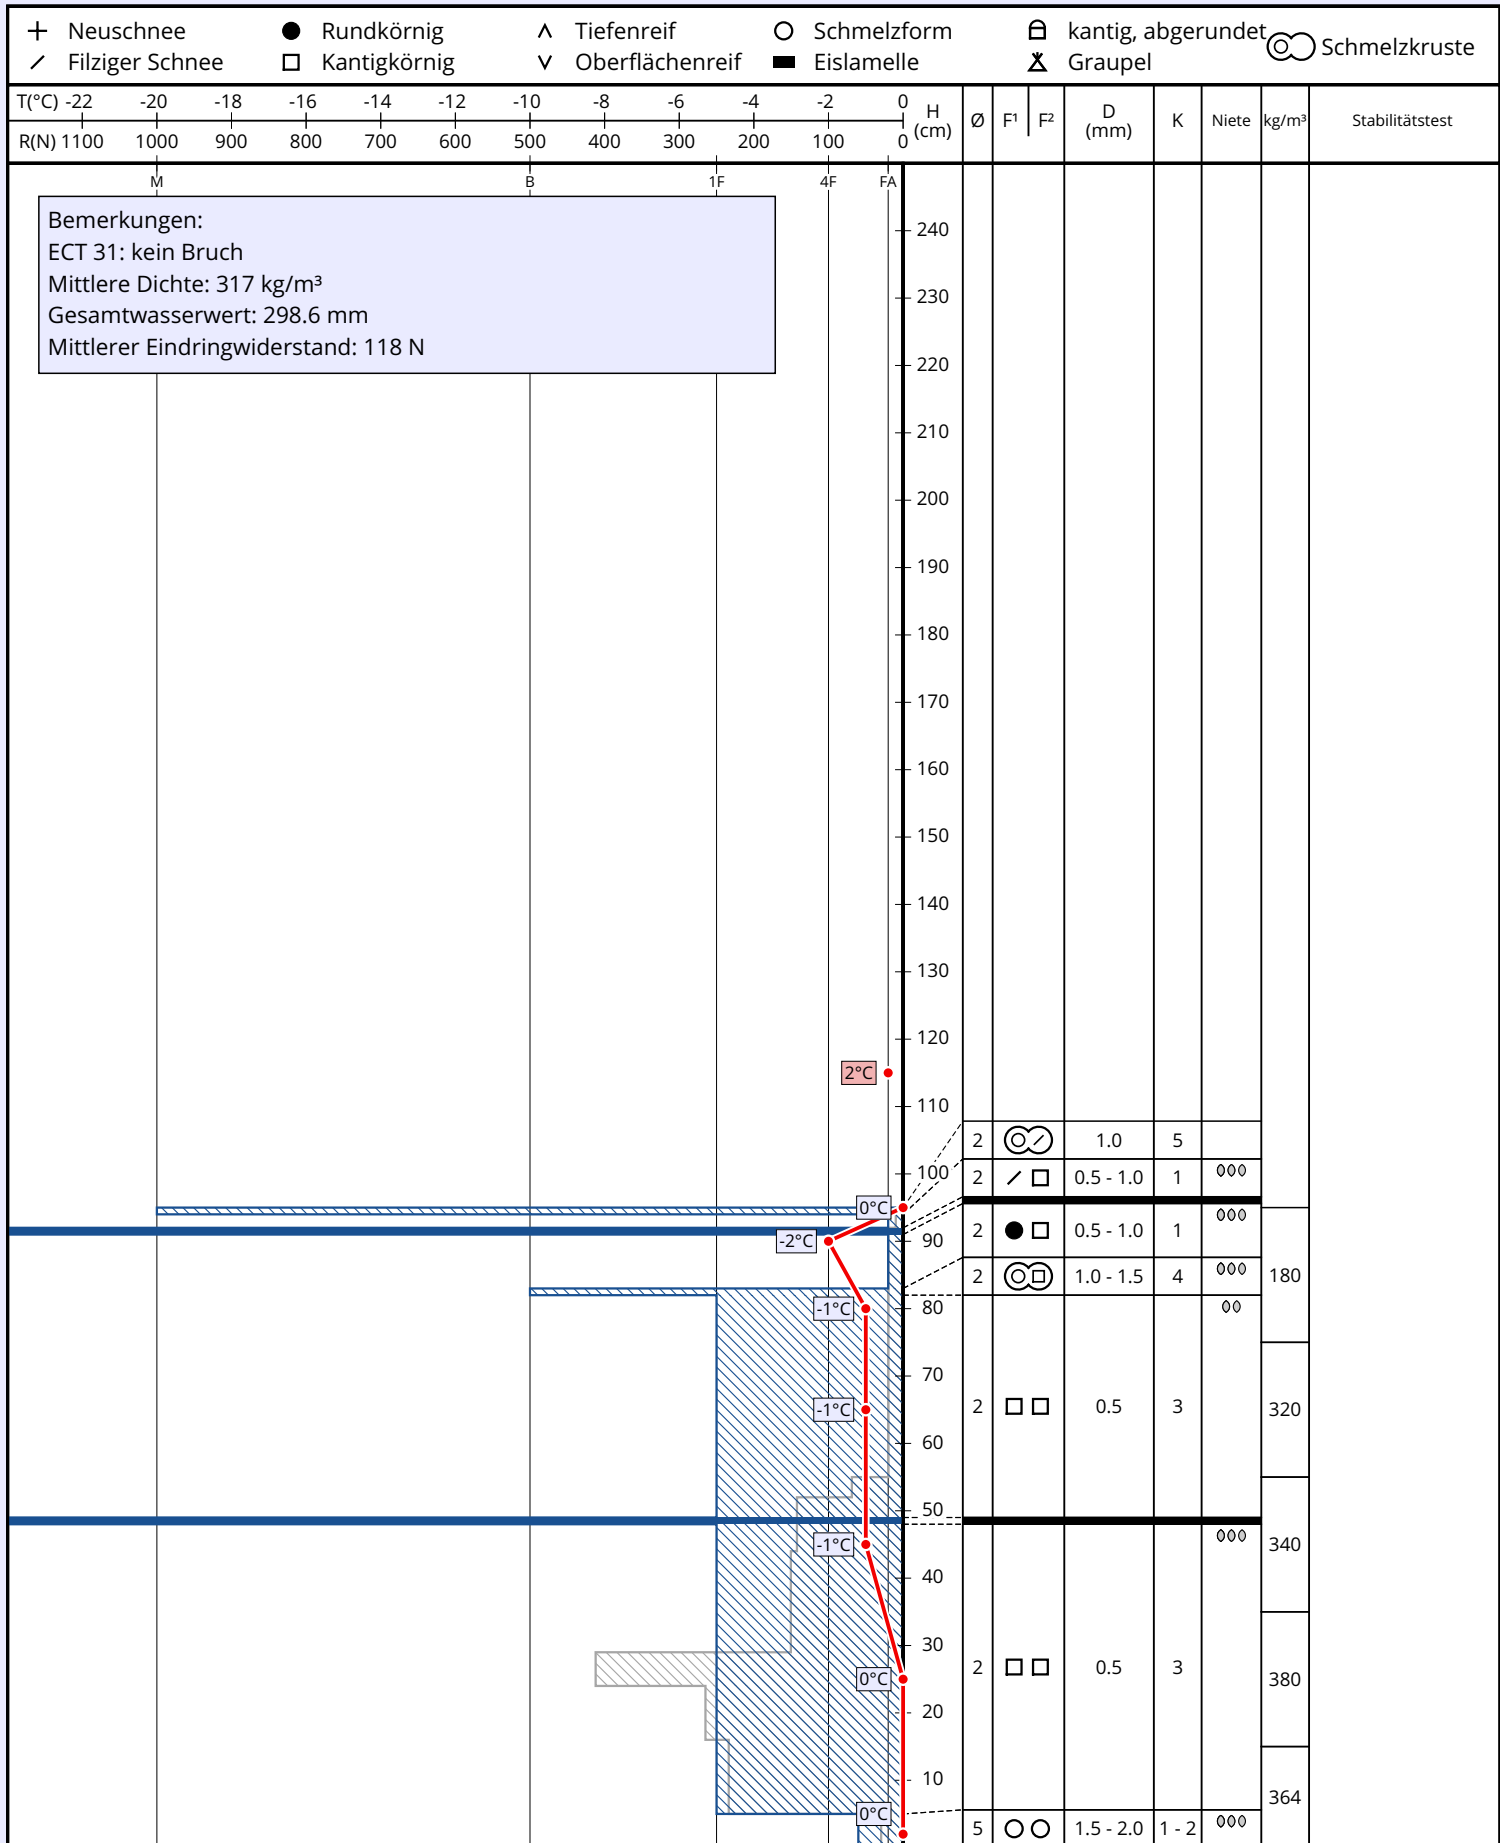 Neuschnee Rundkörnig Tiefenreif Schmelzform kantig, abgerundet Schmelzkruste
Filziger Schnee Kantigkörnig Oberflächenreif Eislamelle Graupel
T(°C) -22 -20 -18 -16 -14 -12 -10 -8 -6 -4 -2 0
R(N) 1100 1000 900 800 700 600 500 400 300 200 100 0
H (cm) Ø F¹ F² D (mm) K Niete kg/m³ Stabilitätstest
M B 1F 4F FA
Bemerkungen:
ECT 31: kein Bruch
Mittlere Dichte: 317 kg/m³
Gesamtwasserwert: 298.6 mm
Mittlerer Eindringwiderstand: 118 N
240
230
220
210
200
190
180
170
160
150
140
130
120
2°C
110
2 1.0 5
100
2 0.5 - 1.0 1
0°C
2 0.5 - 1.0 1
-2°C 90
2 1.0 - 1.5 4 180
-1°C 80
70
-1°C 2 0.5 3 320
60
50
-1°C 340
40
30
2 0.5 3
0°C 380
20
10
364
0°C
5 1.5 - 2.0 1 - 2